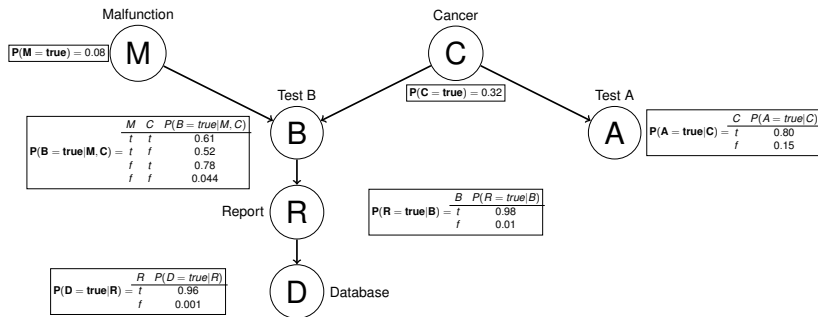 Malfunction
Cancer
P(M = true) = 0.08
M
C
P(C = true) = 0.32
Test B
Test A
M C P(B = true|M, C)
P(B = true|M, C) = t t 0.61
t f 0.52
f t 0.78
f f 0.044
B
A
C P(A = true|C)
P(A = true|C) = t 0.80
f 0.15
Report
R
B P(R = true|B)
P(R = true|B) = t 0.98
f 0.01
R P(D = true|R)
P(D = true|R) = t 0.96
f 0.001
D
Database